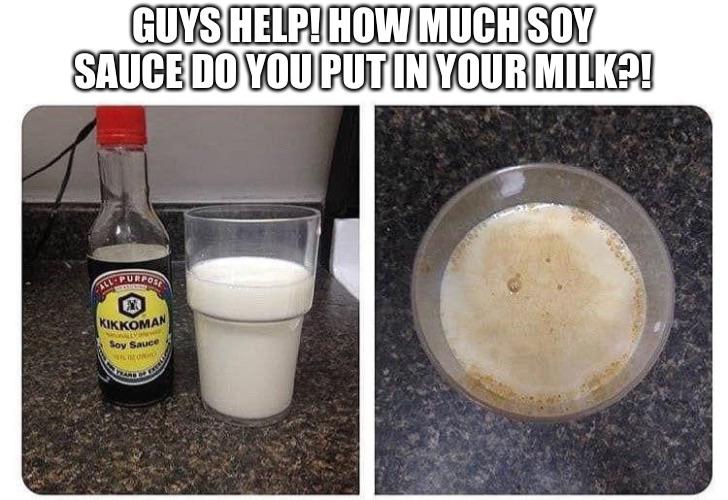 GUYS HELP! HOW MUCH SOY
SAUCE DO YOU PUT IN YOUR MILK?!
ALL-PURPOSE
KIKKOMAN
Soy Sauce